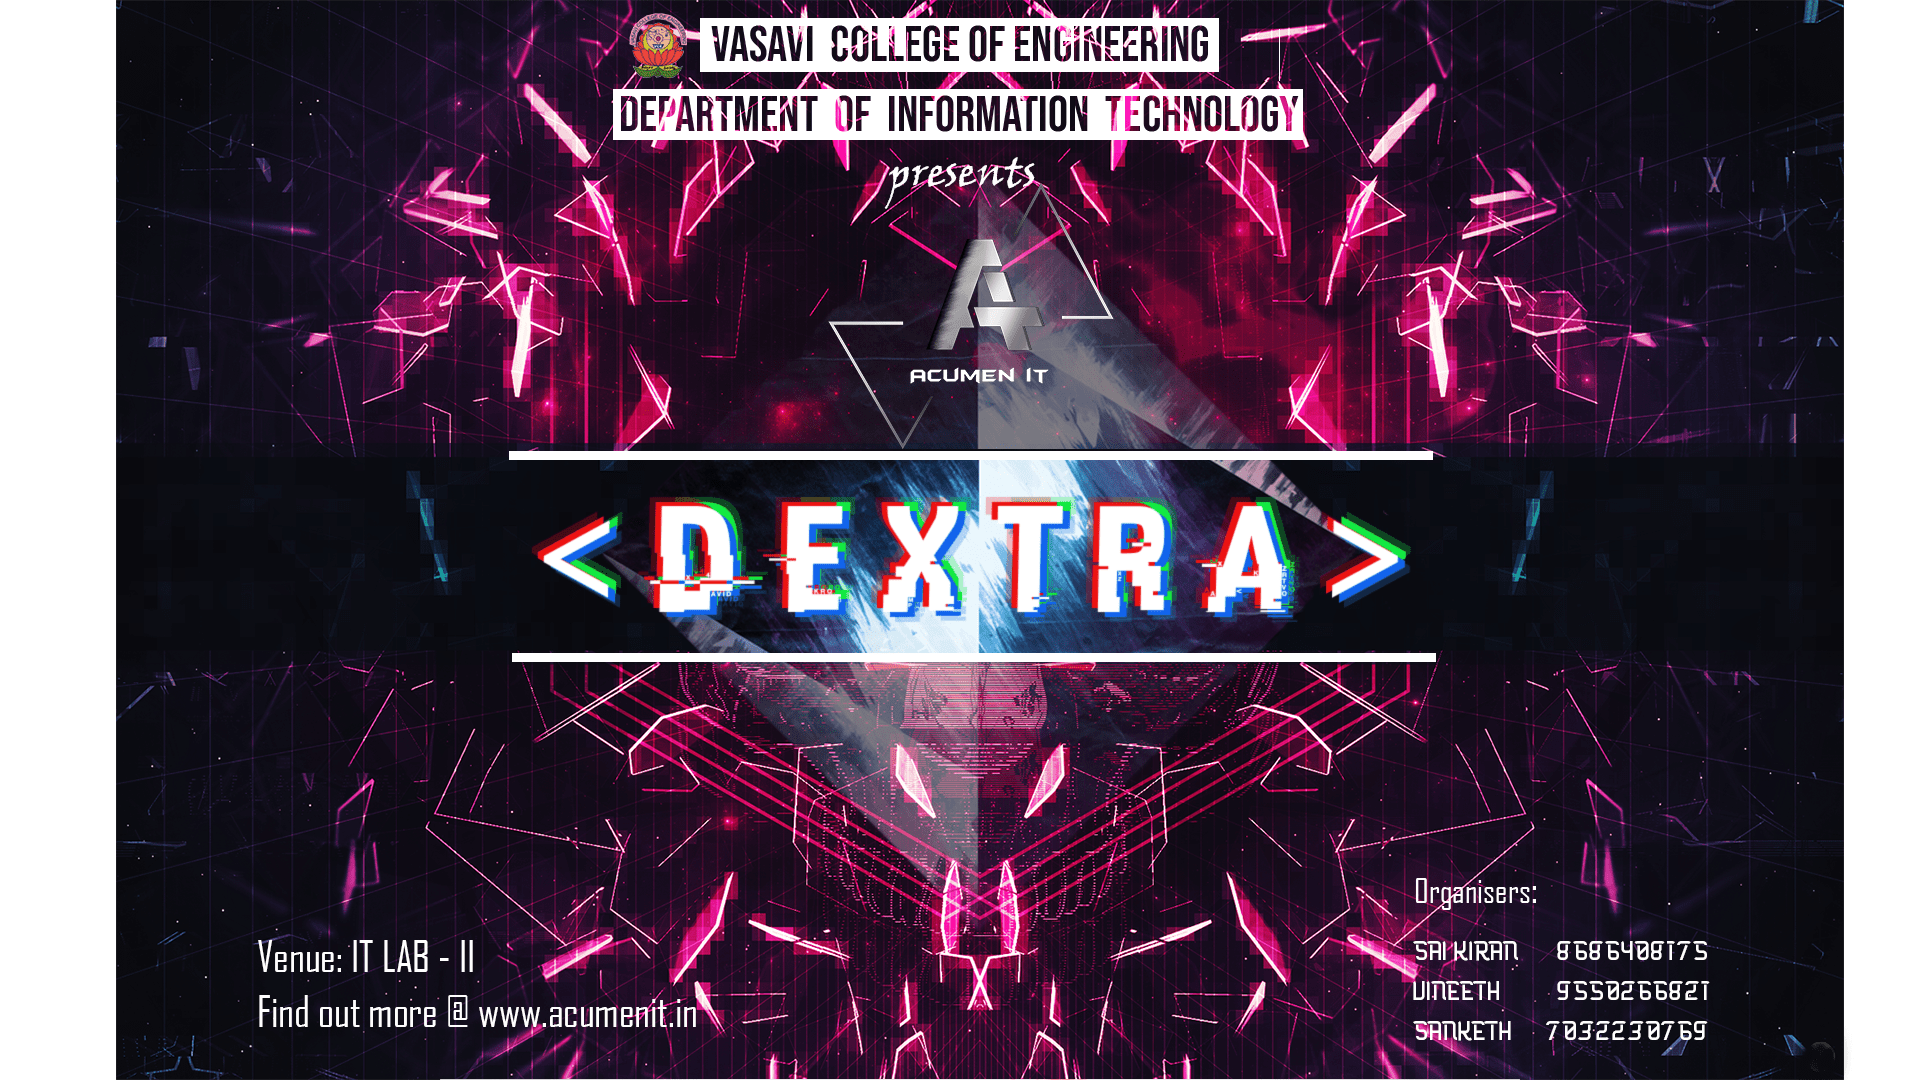 VASAVI COLLEGE OF ENGINEERING
DEPARTMENT OF INFORMATION TECHNOLOGY
presents
ACUMEN IT
<DEXTRA>
Organisers:
SAI KIRAN 8686408175
VINEETH 9550266821
SANKETH 7032230769
Venue: IT LAB - II
Find out more @ www.acumenit.in